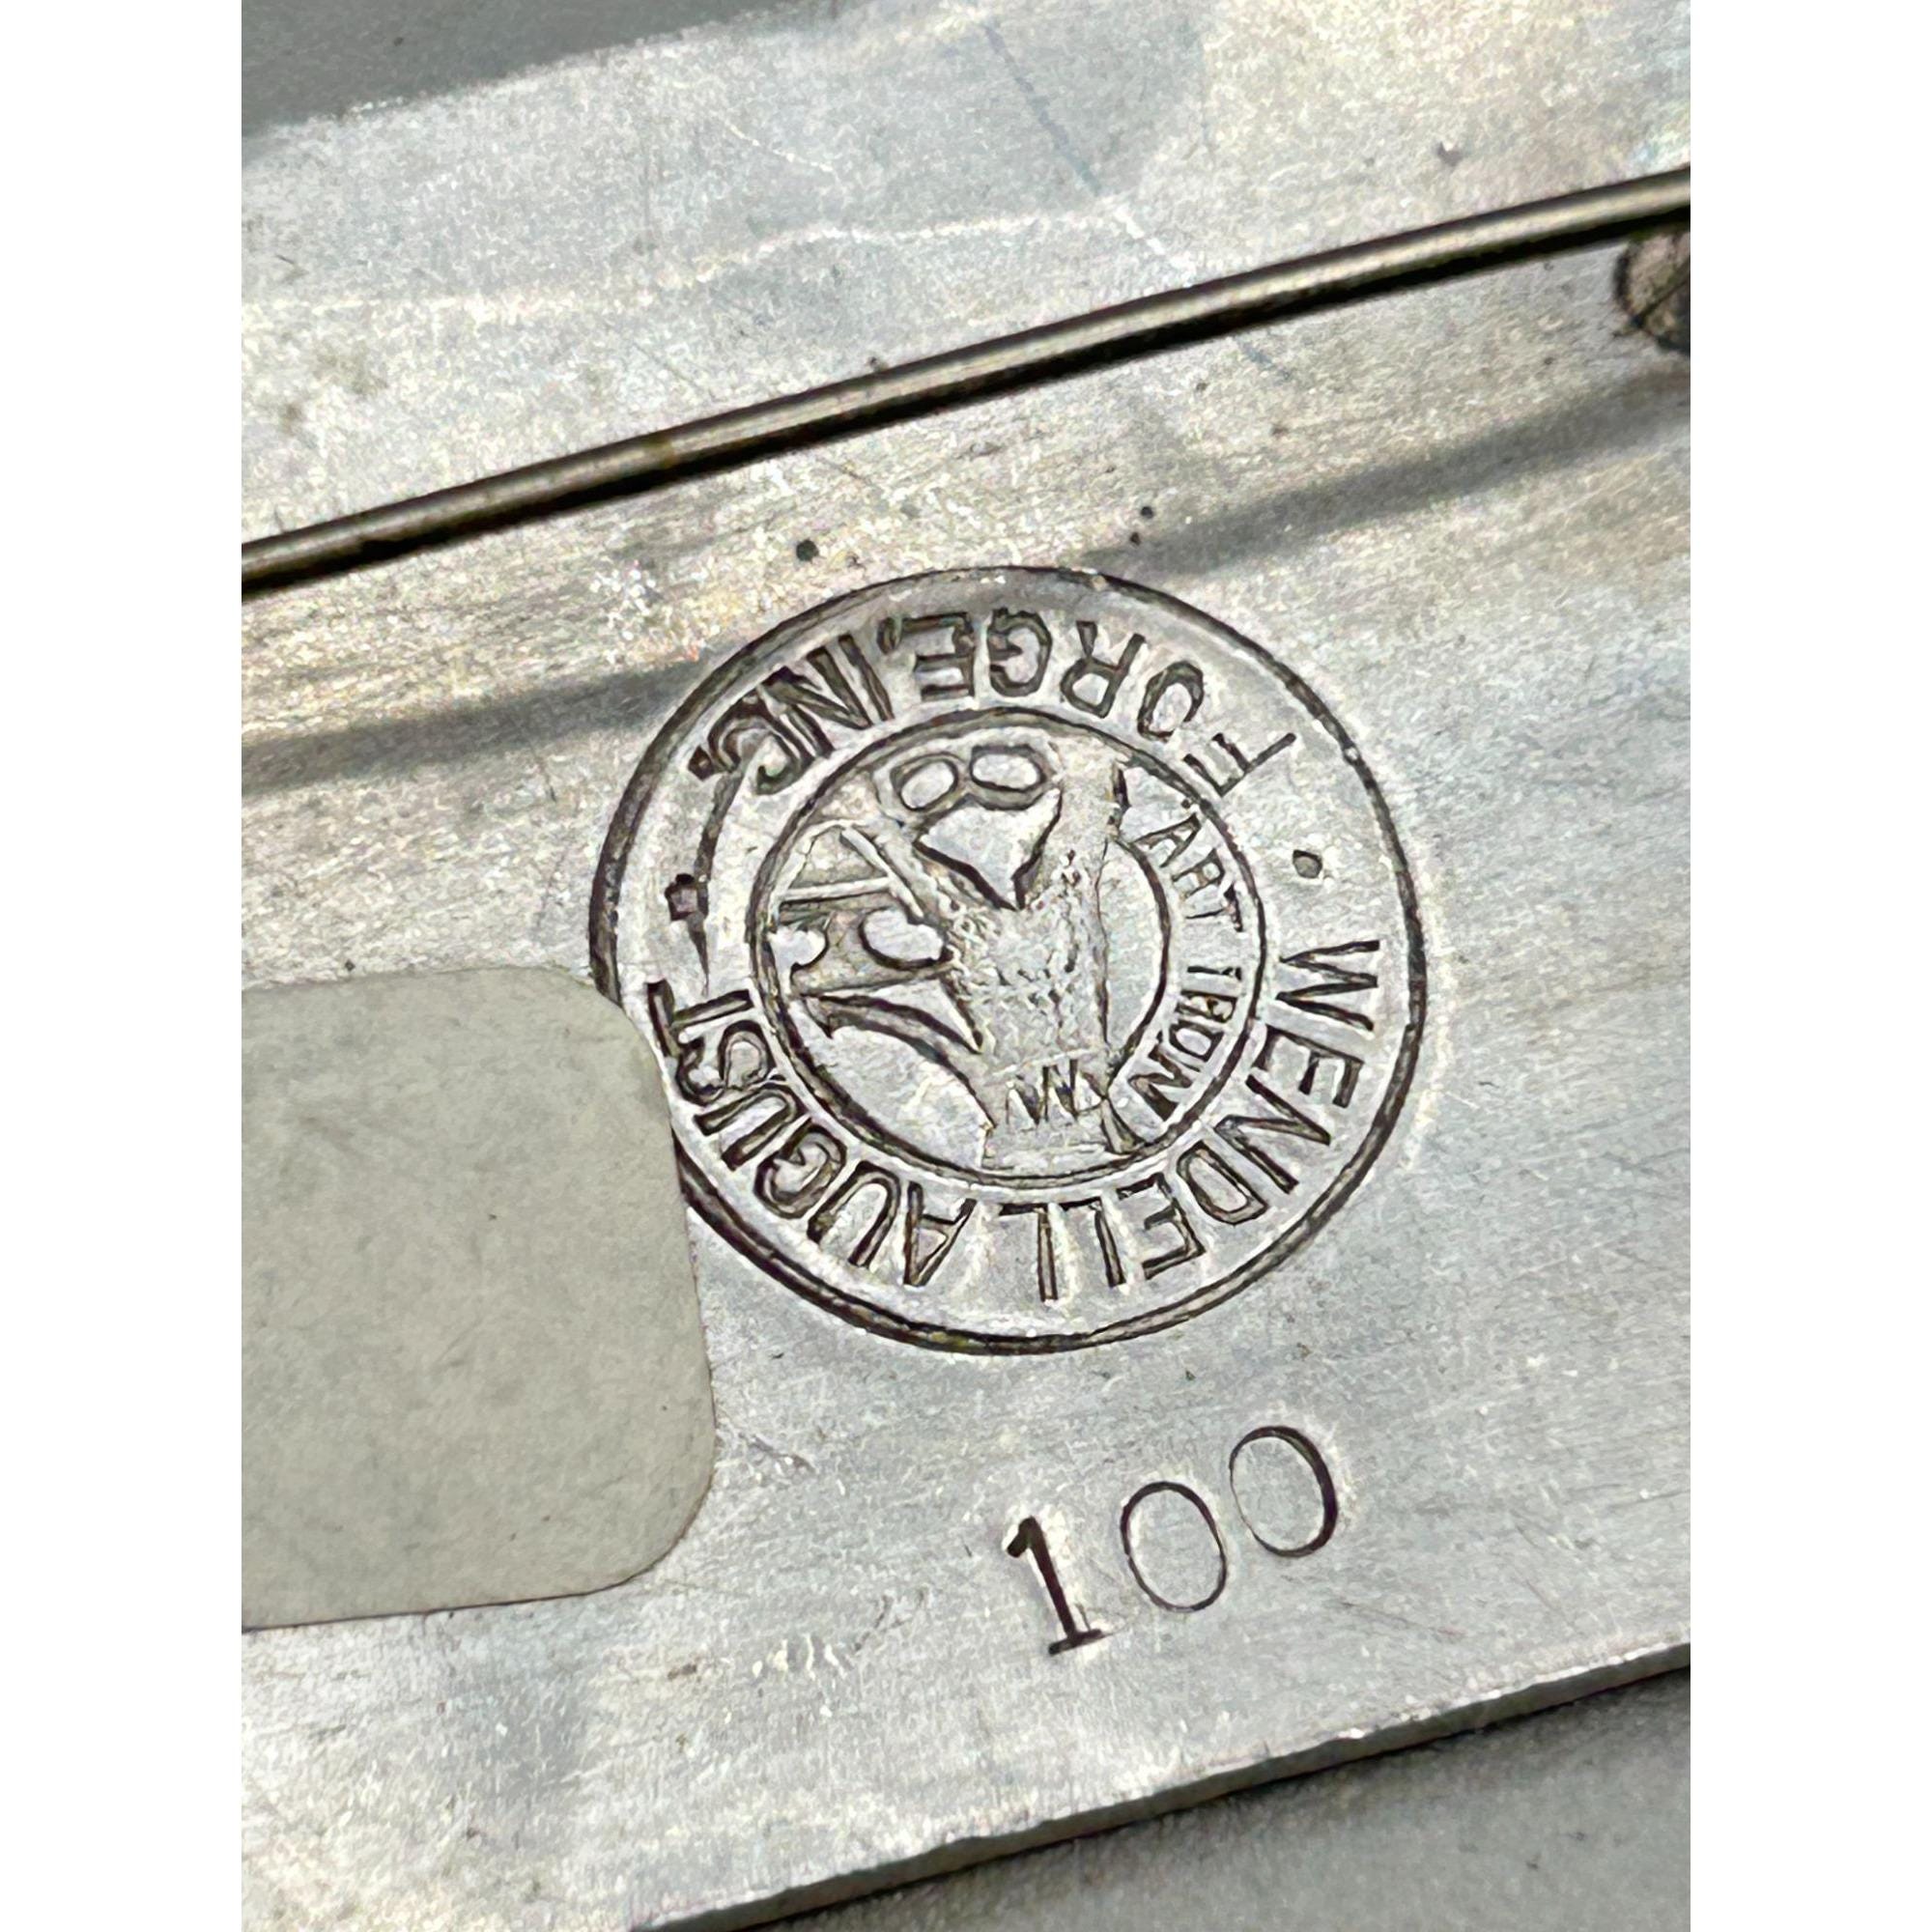 WENDELL AUGUST
FORGE, INC.
ART IRON
W
100